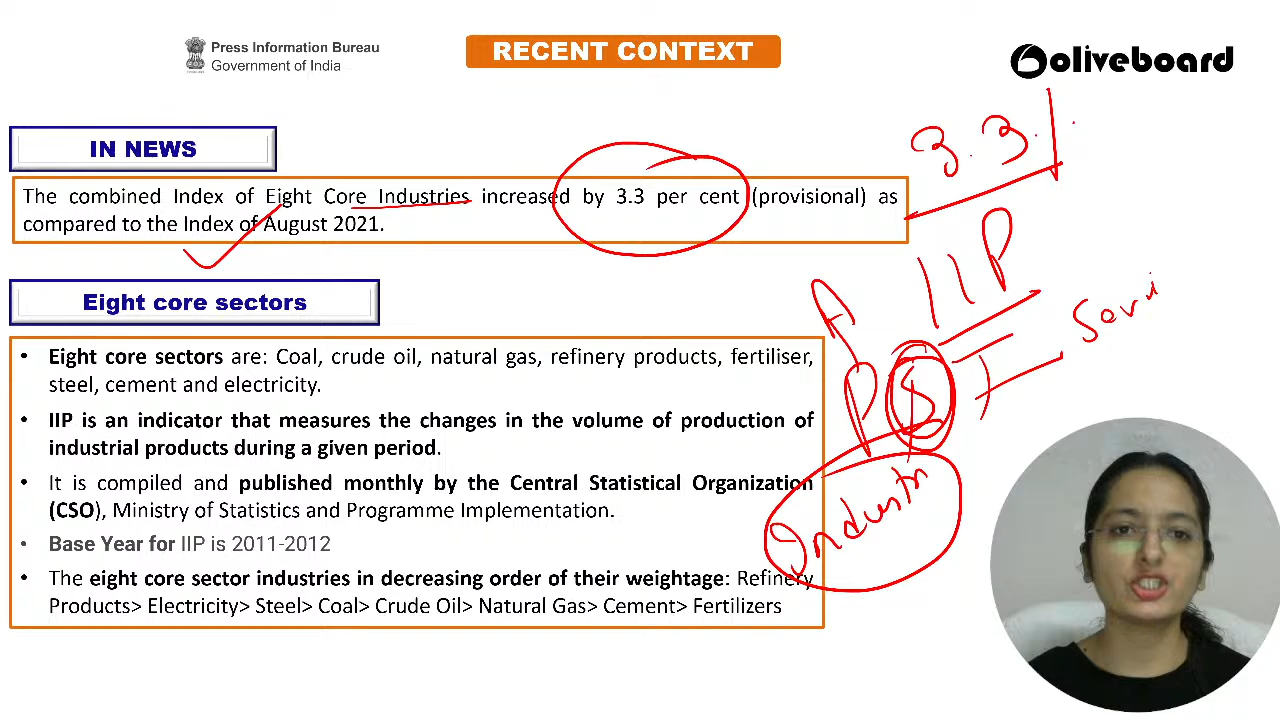 Press Information Bureau
Government of India
RECENT CONTEXT
oliveboard
IN NEWS
The combined Index of Eight Core Industries increased by 3.3 per cent (provisional) as
compared to the Index of August 2021.
3.3%
IIP
Eight core sectors
A
• Eight core sectors are: Coal, crude oil, natural gas, refinery products, fertiliser,
steel, cement and electricity.
P S
• IIP is an indicator that measures the changes in the volume of production of
industrial products during a given period.
• It is compiled and published monthly by the Central Statistical Organization
(CSO), Ministry of Statistics and Programme Implementation.
Industri
• Base Year for IIP is 2011-2012
• The eight core sector industries in decreasing order of their weightage: Refinery
Products> Electricity> Steel> Coal> Crude Oil> Natural Gas> Cement> Fertilizers